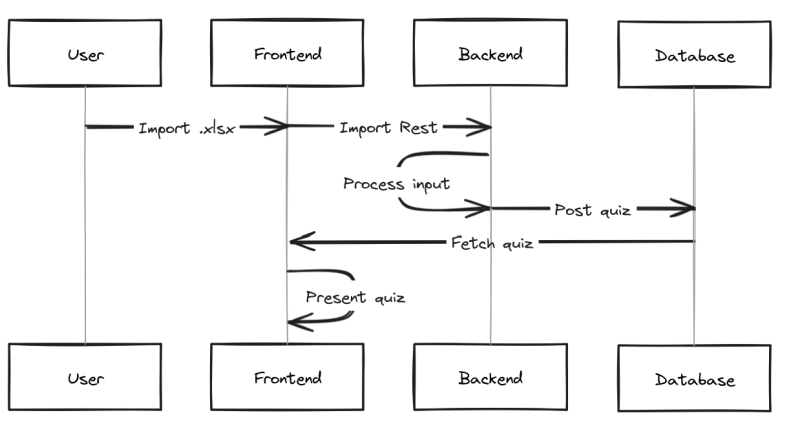 User
Frontend
Backend
Database
Import .xlsx
Import Rest
Process input
Post quiz
Fetch quiz
Present quiz
User
Frontend
Backend
Database